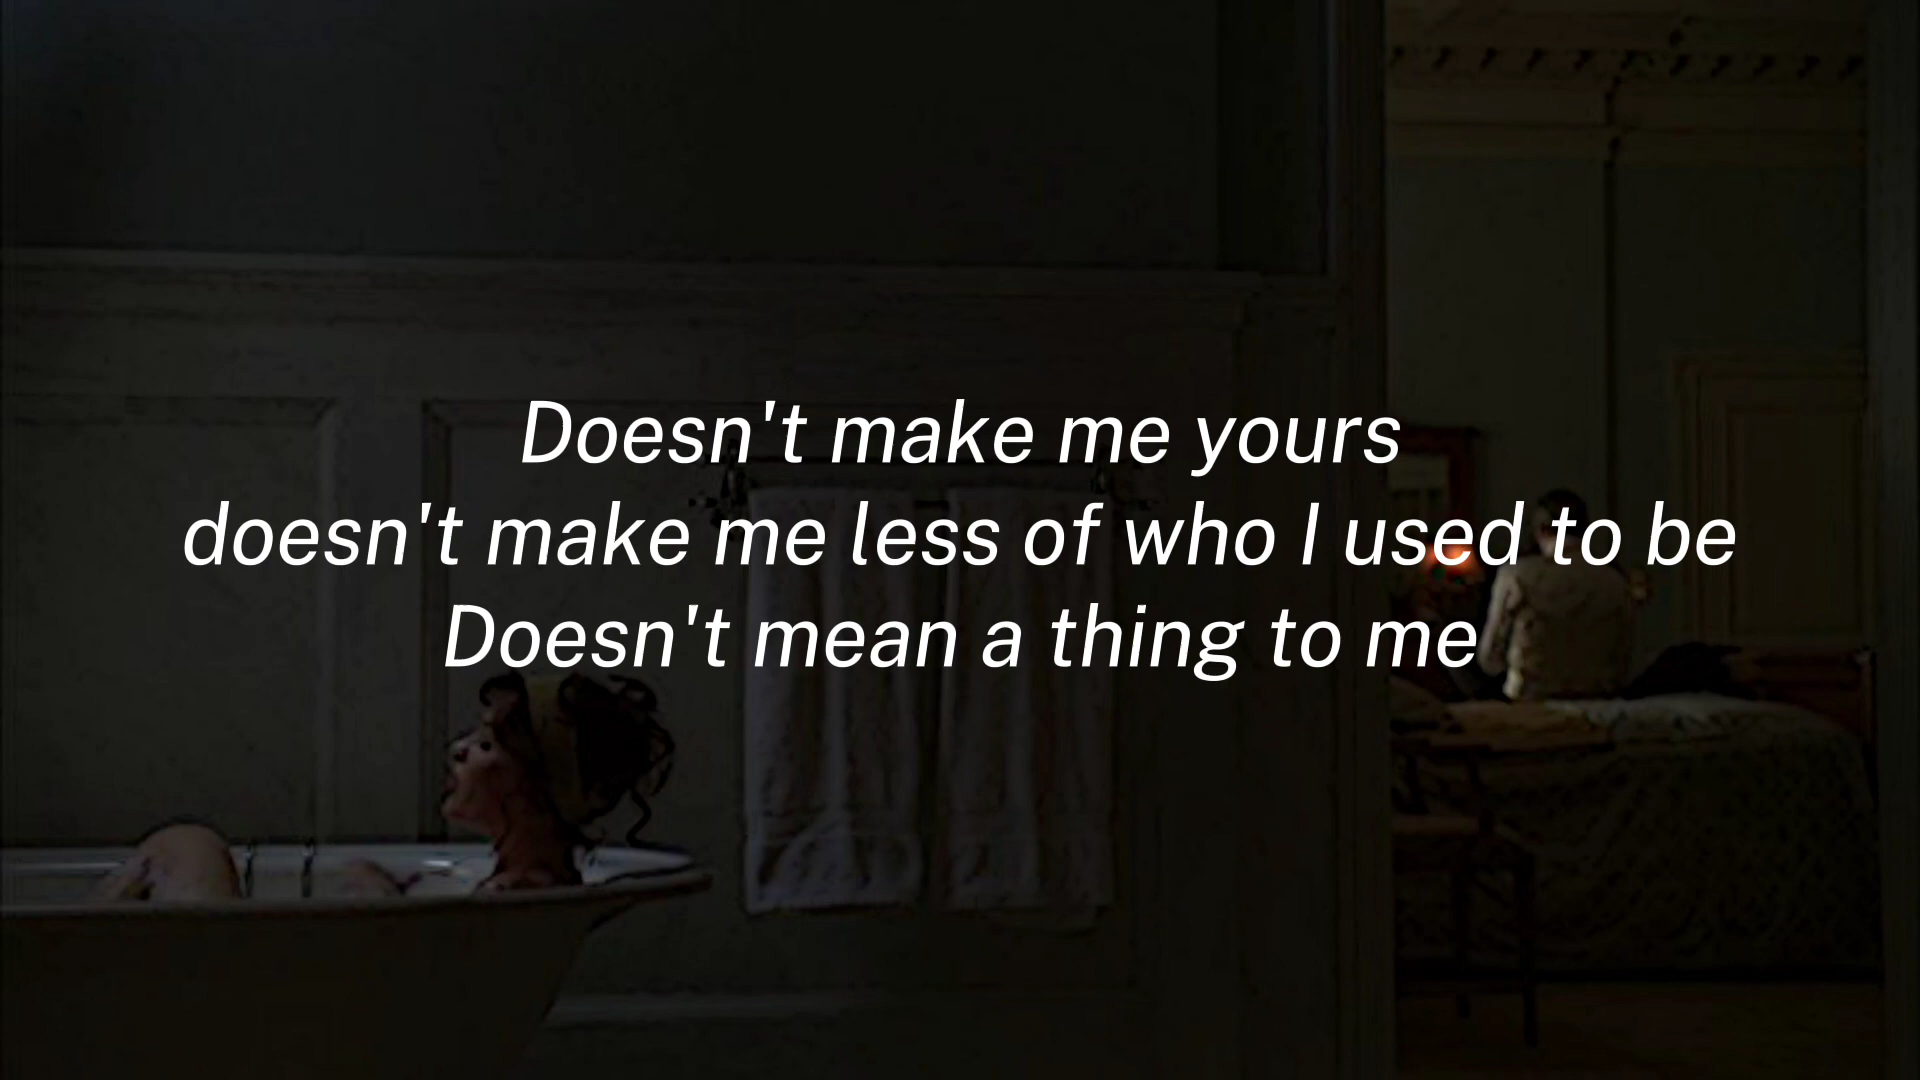 Doesn't make me yours
doesn't make me less of who I used to be
Doesn't mean a thing to me